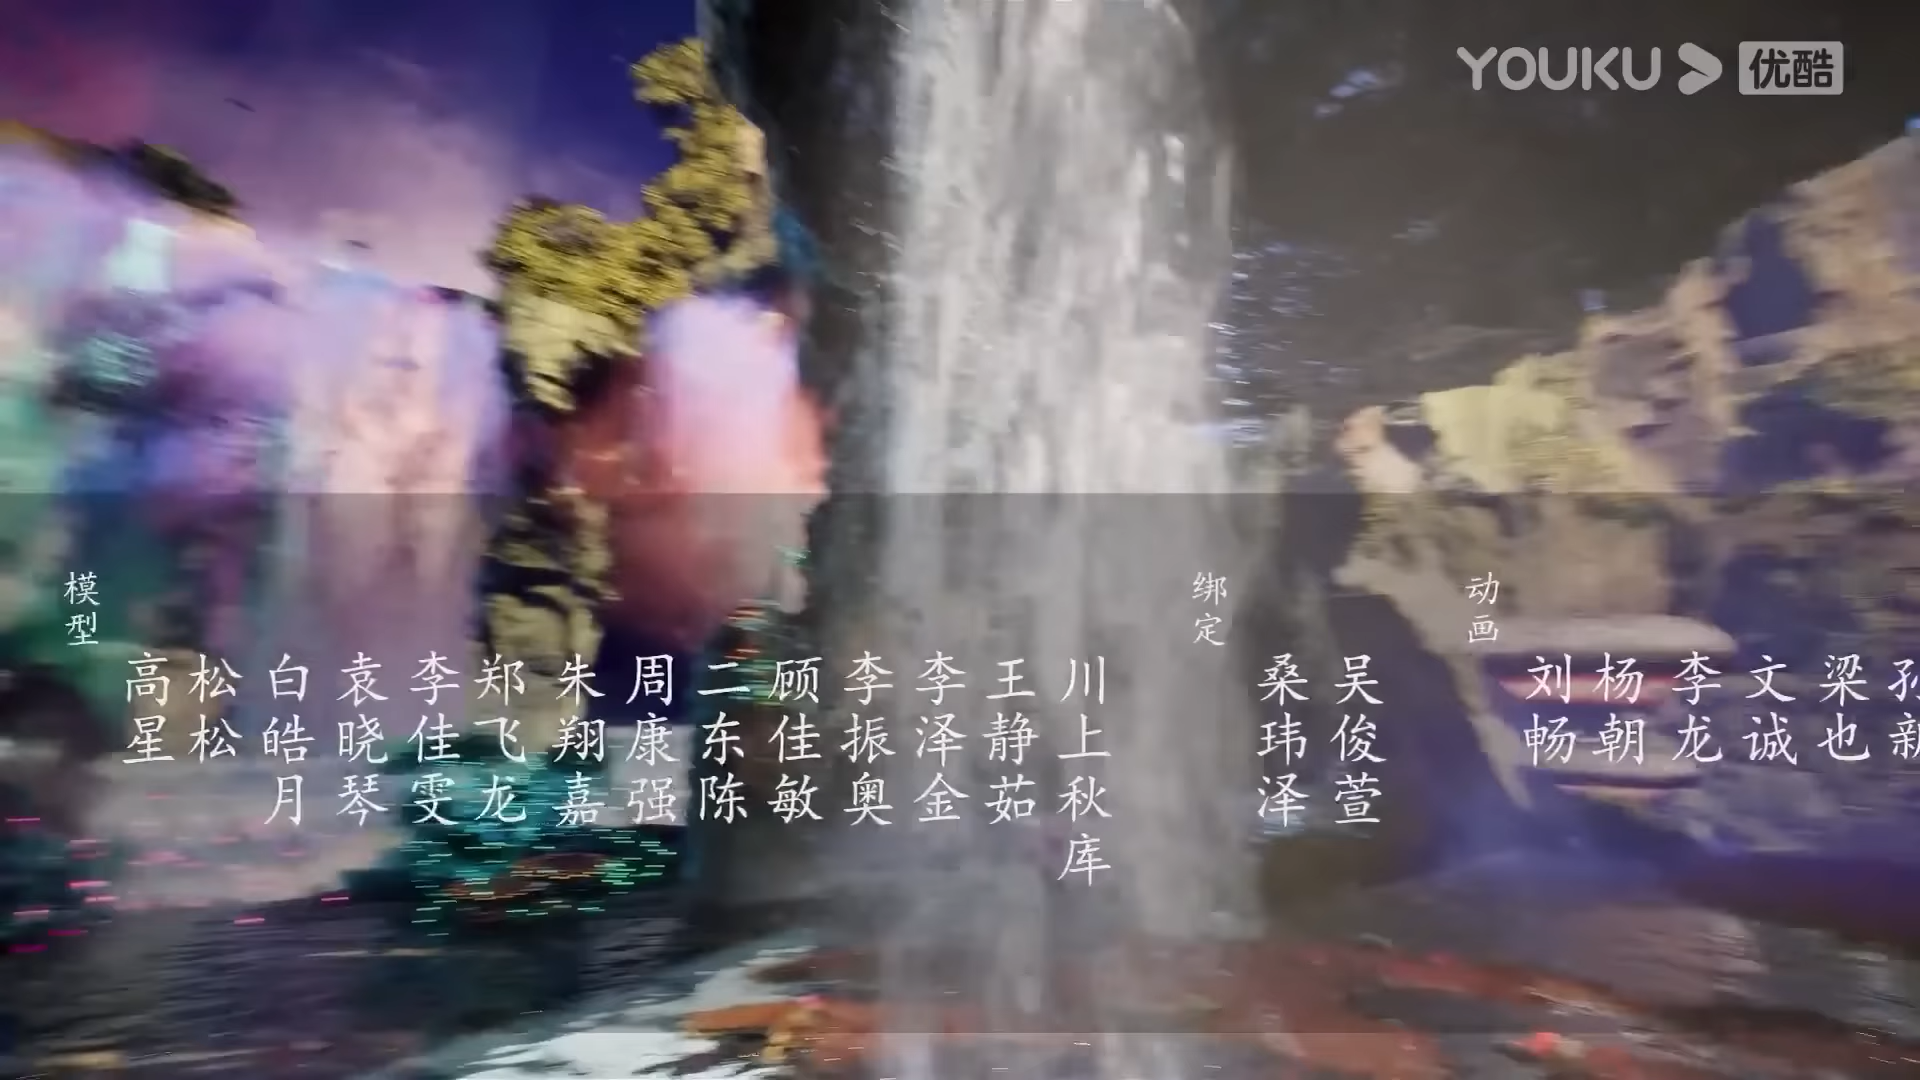 YOUKU 优酷
模型
高星
松松
白皓月
袁晓琴
李佳雯
郑飞龙
朱翔嘉
周康强
二东陈
顾佳敏
李振奥
李泽金
王静茹
川上秋库
绑定
桑玮泽
吴俊萱
动画
刘畅
杨朝
李龙
文诚
梁也